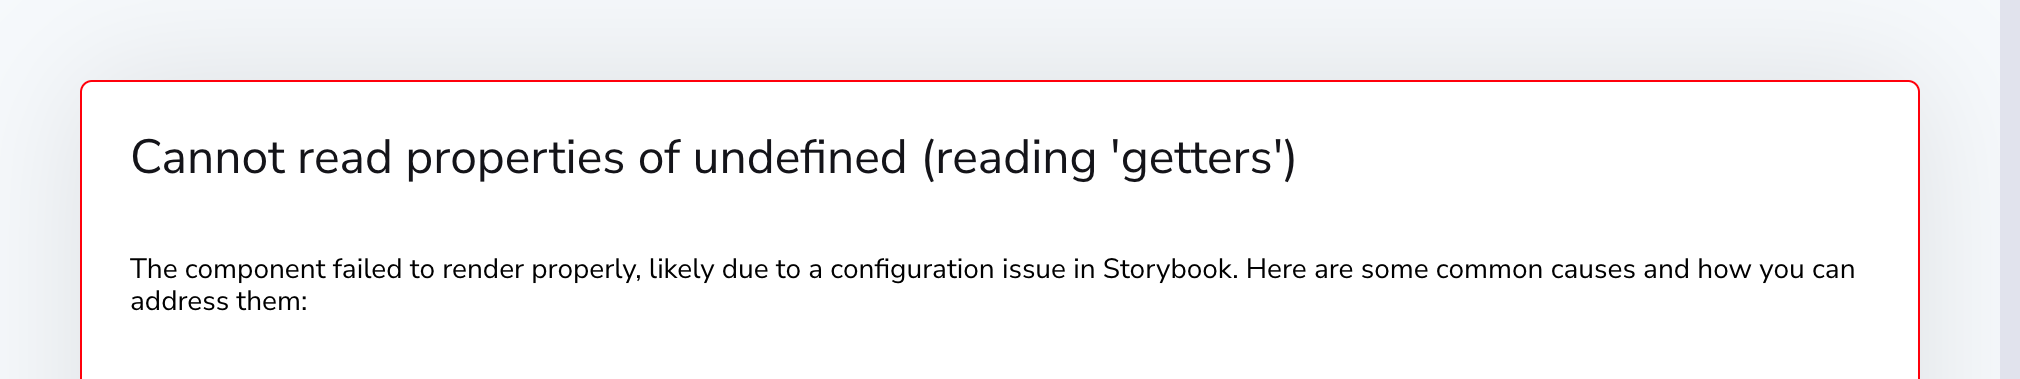 Cannot read properties of undefined (reading 'getters')
The component failed to render properly, likely due to a configuration issue in Storybook. Here are some common causes and how you can
address them: